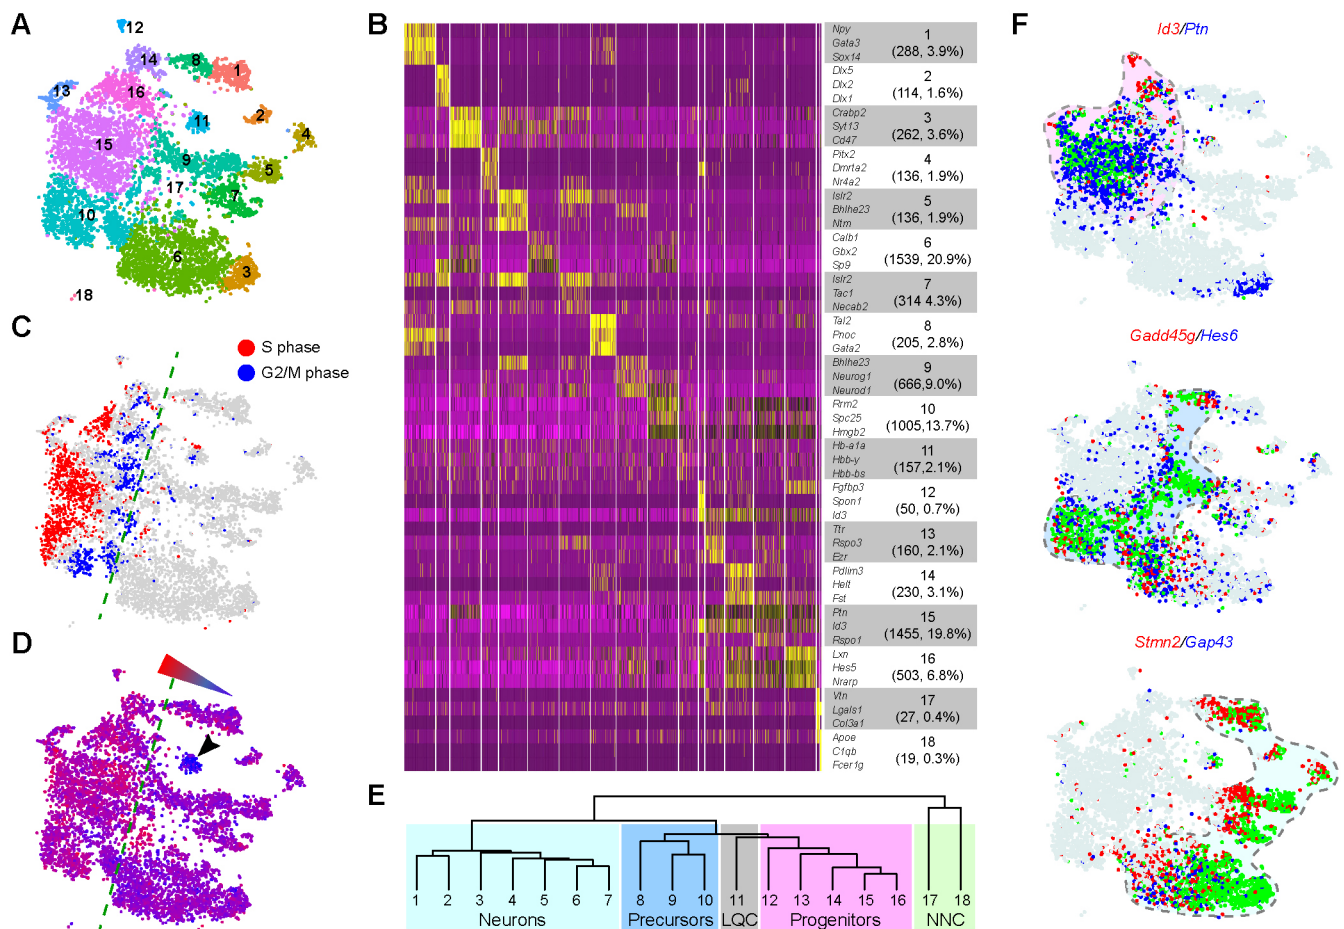 A
12
14
8
1
13
16
2
11
4
15
9
5
17
7
10
6
3
18
B
Npy
Gata3
Sox14
1
(288, 3.9%)
Dlx5
Dlx2
Dlx1
2
(114, 1.6%)
Crabp2
Syt13
Cd47
3
(262, 3.6%)
Pitx2
Dmrta2
Nr4a2
4
(136, 1.9%)
Islr2
Bhlhe23
Ntm
5
(136, 1.9%)
Calb1
Gbx2
Sp9
6
(1539, 20.9%)
Islr2
Tac1
Necab2
7
(314 4.3%)
Tal2
Pnoc
Gata2
8
(205, 2.8%)
Bhlhe23
Neurog1
Neurod1
9
(666,9.0%)
Rrm2
Spc25
Hmgb2
10
(1005,13.7%)
Hb-a1a
Hbb-y
Hbb-bs
11
(157,2.1%)
Fgfbp3
Spon1
Id3
12
(50, 0.7%)
Ttr
Rspo3
Ezr
13
(160, 2.1%)
Pdlim3
Helt
Fst
14
(230, 3.1%)
Ptn
Id3
Rspo1
15
(1455, 19.8%)
Lxn
Hes5
Nrarp
16
(503, 6.8%)
Vtn
Lgals1
Col3a1
17
(27, 0.4%)
Apoe
C1qb
Fcer1g
18
(19, 0.3%)
C
S phase
G2/M phase
D
E
1 2 3 4 5 6 7 8 9 10 11 12 13 14 15 16 17 18
Neurons Precursors LQC Progenitors NNC
F
Id3/Ptn
Gadd45g/Hes6
Stmn2/Gap43